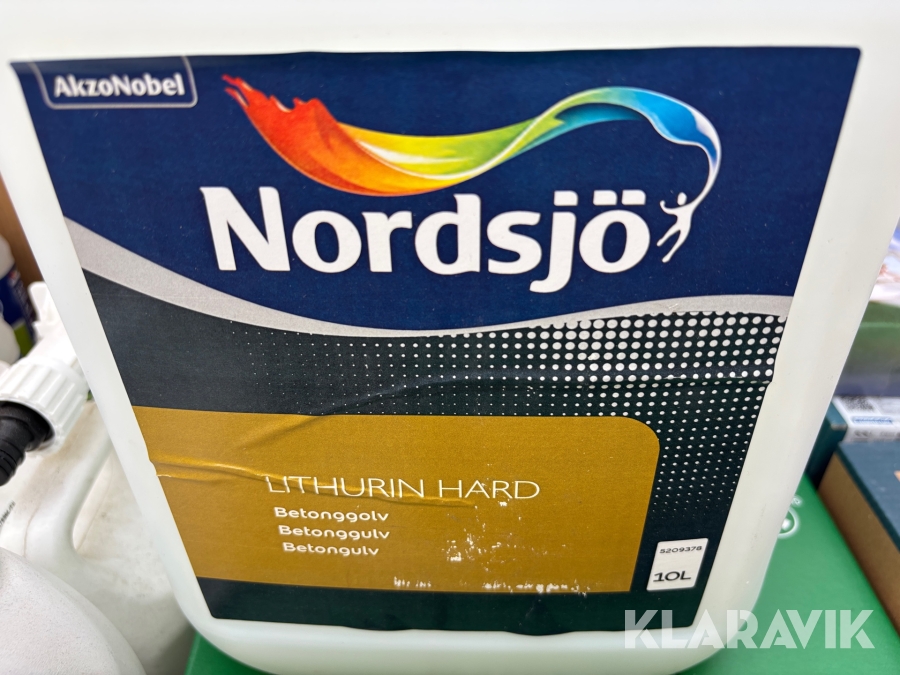 AkzoNobel
Nordsjö
LITHURIN HARD
Betonggolv
Betonggulv
Betongulv
5209378
10L
KLARAVIK